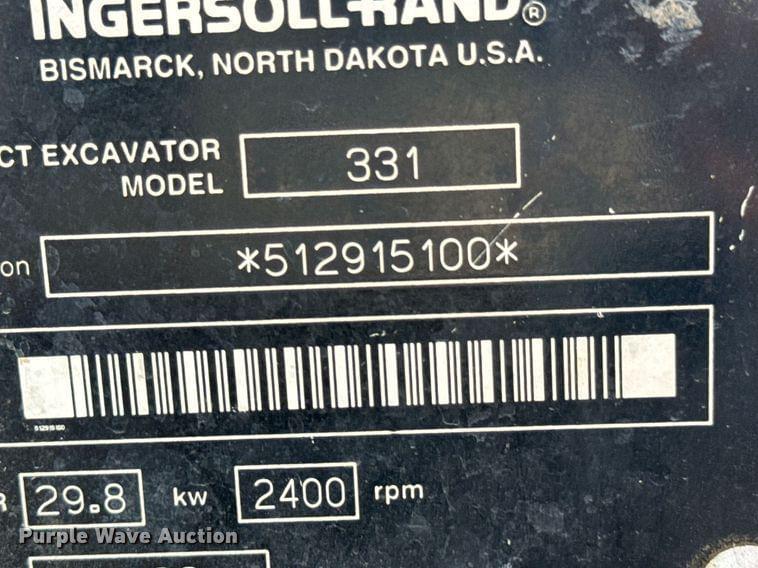 INGERSOLL-RAND®
BISMARCK, NORTH DAKOTA U.S.A.
CT EXCAVATOR
MODEL 331
on *512915100*
512915100
R 29.8 kw 2400 rpm
Purple Wave Auction